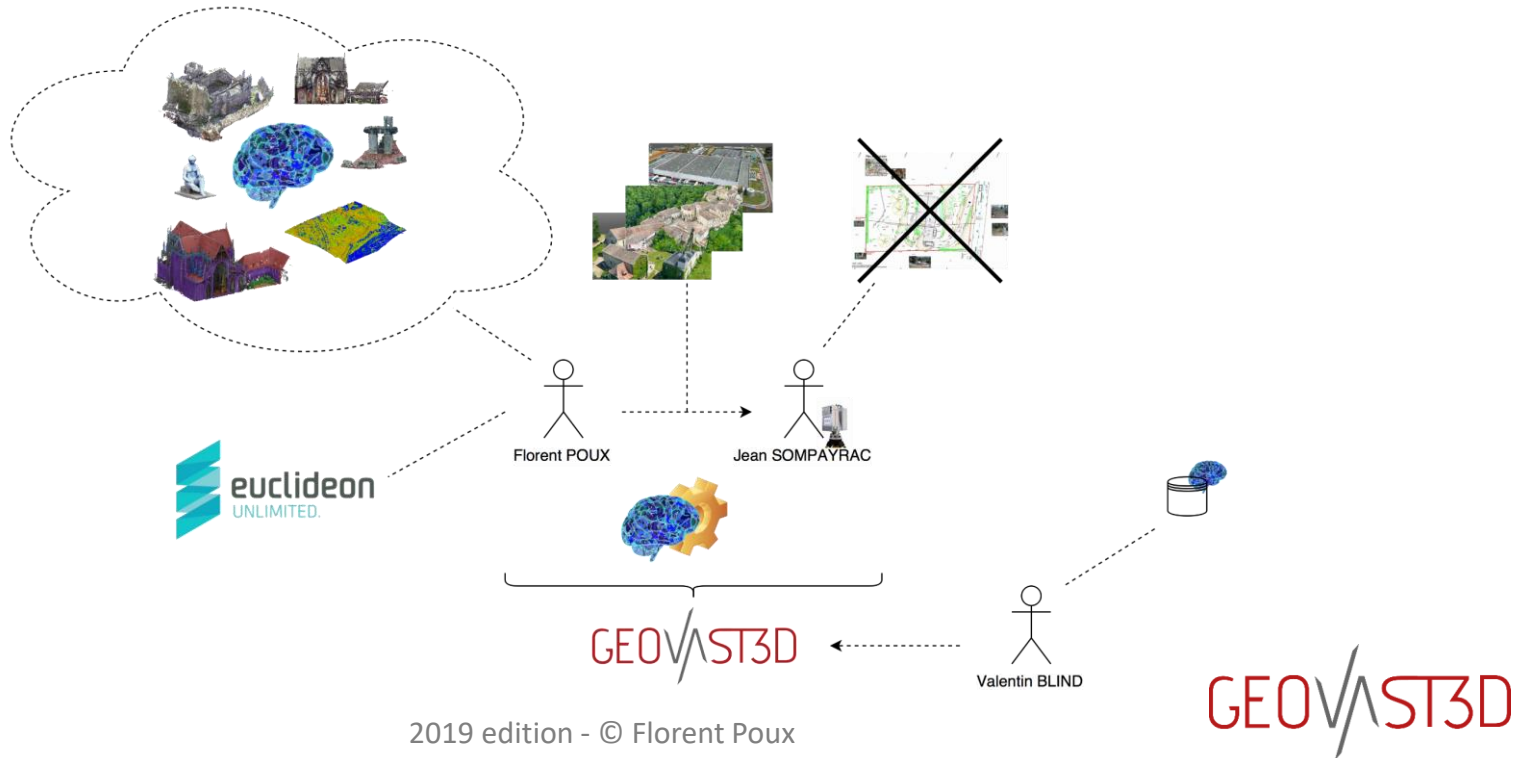 Florent POUX
Jean SOMPAYRAC
euclideon
UNLIMITED.
GEOVAST3D
Valentin BLIND
GEOVAST3D
2019 edition - © Florent Poux